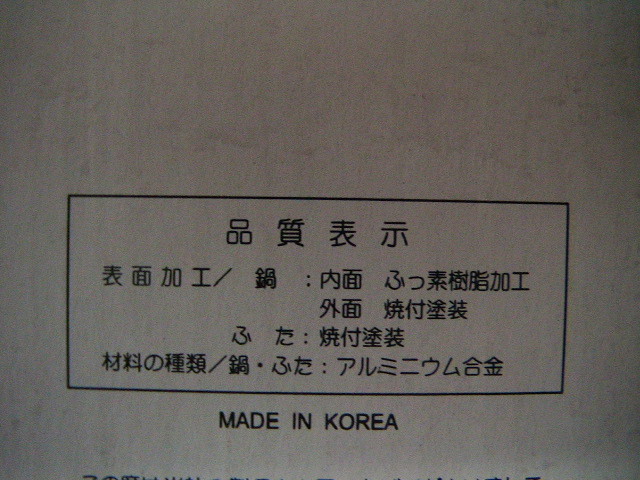 品質表示
表面加工／ 鍋 ：内面 ふっ素樹脂加工
外面 焼付塗装
ふた：焼付塗装
材料の種類／鍋・ふた：アルミニウム合金
MADE IN KOREA